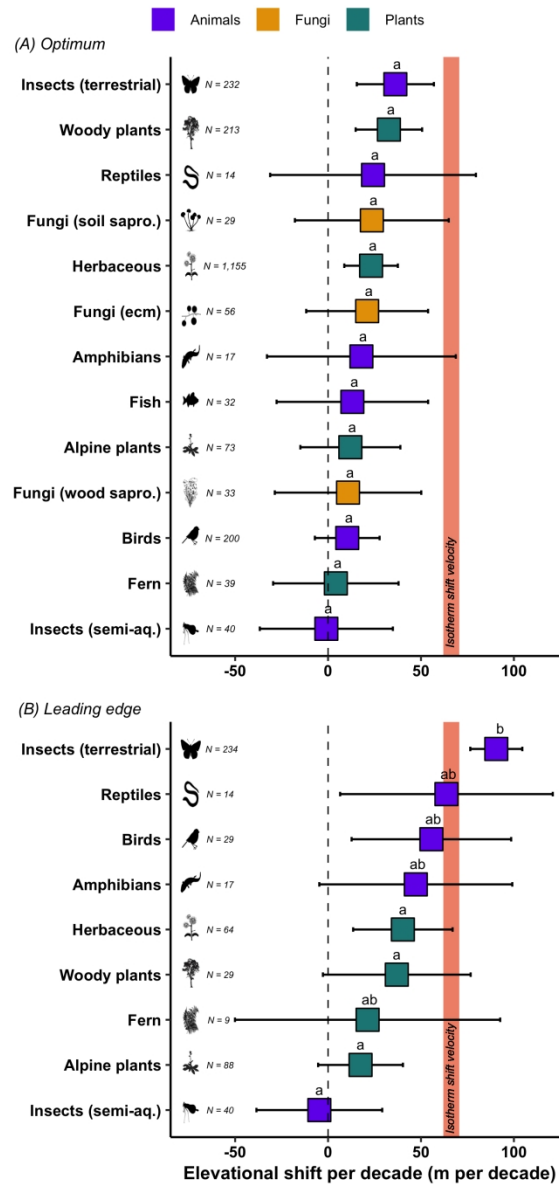 Animals Fungi Plants
(A) Optimum
a
Insects (terrestrial) N = 232
a
Woody plants N = 213
a
Reptiles N = 14
a
Fungi (soil sapro.) N = 29
a
Herbaceous N = 1,155
a
Fungi (ecm) N = 56
a
Amphibians N = 17
a
Fish N = 32
a
Alpine plants N = 73
a
Fungi (wood sapro.) N = 33
a
Birds N = 200
a
Fern N = 39
a
Insects (semi-aq.) N = 40
Isotherm shift velocity
-50 0 50 100
(B) Leading edge
b
Insects (terrestrial) N = 234
ab
Reptiles N = 14
ab
Birds N = 29
ab
Amphibians N = 17
a
Herbaceous N = 64
a
Woody plants N = 29
ab
Fern N = 9
a
Alpine plants N = 88
a
Insects (semi-aq.) N = 40
Isotherm shift velocity
-50 0 50 100
Elevational shift per decade (m per decade)